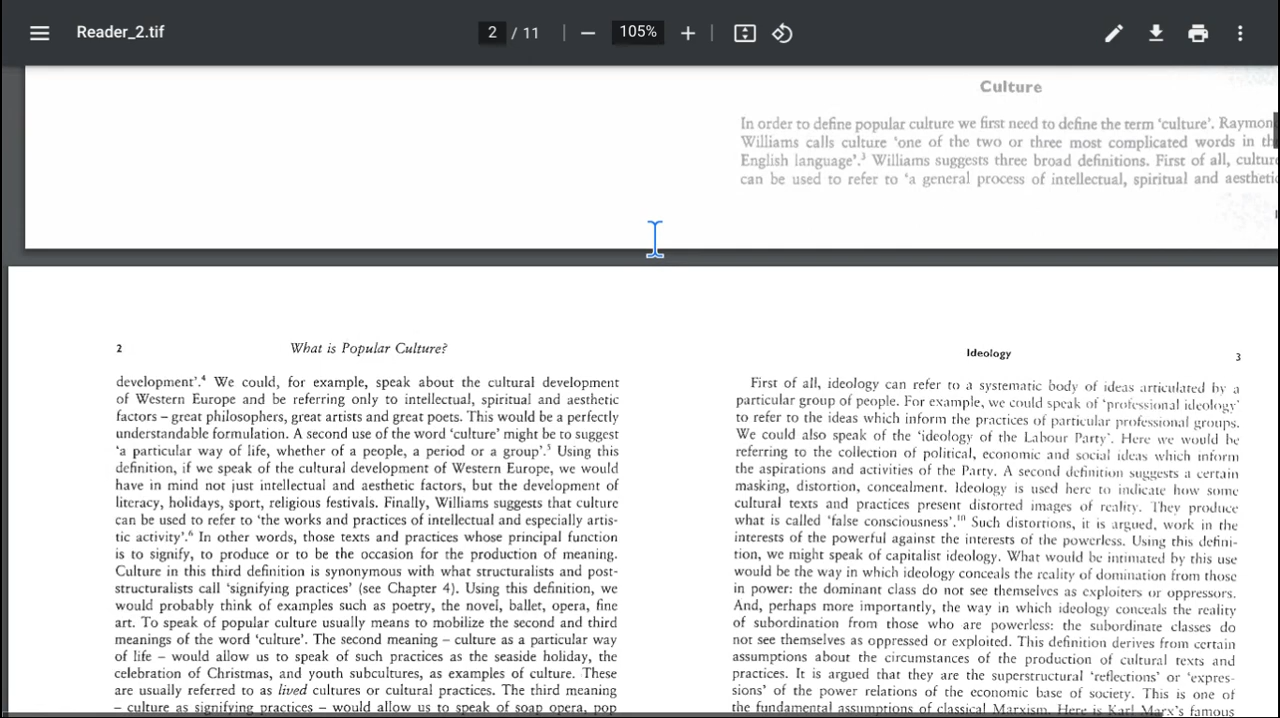 Reader_2.tif
2 / 11
105%
Culture
In order to define popular culture we first need to define the term ‘culture’. Raymon
Williams calls culture ‘one of the two or three most complicated words in th
English language’.³ Williams suggests three broad definitions. First of all, cultur
can be used to refer to ‘a general process of intellectual, spiritual and aestheti
2
What is Popular Culture?
development’.⁴ We could, for example, speak about the cultural development
of Western Europe and be referring only to intellectual, spiritual and aesthetic
factors – great philosophers, great artists and great poets. This would be a perfectly
understandable formulation. A second use of the word ‘culture’ might be to suggest
‘a particular way of life, whether of a people, a period or a group’.⁵ Using this
definition, if we speak of the cultural development of Western Europe, we would
have in mind not just intellectual and aesthetic factors, but the development of
literacy, holidays, sport, religious festivals. Finally, Williams suggests that culture
can be used to refer to ‘the works and practices of intellectual and especially artis-
tic activity’.⁶ In other words, those texts and practices whose principal function
is to signify, to produce or to be the occasion for the production of meaning.
Culture in this third definition is synonymous with what structuralists and post-
structuralists call ‘signifying practices’ (see Chapter 4). Using this definition, we
would probably think of examples such as poetry, the novel, ballet, opera, fine
art. To speak of popular culture usually means to mobilize the second and third
meanings of the word ‘culture’. The second meaning – culture as a particular way
of life – would allow us to speak of such practices as the seaside holiday, the
celebration of Christmas, and youth subcultures, as examples of culture. These
are usually referred to as lived cultures or cultural practices. The third meaning
– culture as signifying practices – would allow us to speak of soap opera, pop
Ideology
3
First of all, ideology can refer to a systematic body of ideas articulated by a
particular group of people. For example, we could speak of ‘professional ideology’
to refer to the ideas which inform the practices of particular professional groups.
We could also speak of the ‘ideology of the Labour Party’. Here we would be
referring to the collection of political, economic and social ideas which inform
the aspirations and activities of the Party. A second definition suggests a certain
masking, distortion, concealment. Ideology is used here to indicate how some
cultural texts and practices present distorted images of reality. They produce
what is called ‘false consciousness’.¹⁰ Such distortions, it is argued, work in the
interests of the powerful against the interests of the powerless. Using this defini-
tion, we might speak of capitalist ideology. What would be intimated by this use
would be the way in which ideology conceals the reality of domination from those
in power: the dominant class do not see themselves as exploiters or oppressors.
And, perhaps more importantly, the way in which ideology conceals the reality
of subordination from those who are powerless: the subordinate classes do
not see themselves as oppressed or exploited. This definition derives from certain
assumptions about the circumstances of the production of cultural texts and
practices. It is argued that they are the superstructural ‘reflections’ or ‘expres-
sions’ of the power relations of the economic base of society. This is one of
the fundamental assumptions of classical Marxism. Here is Karl Marx’s famous